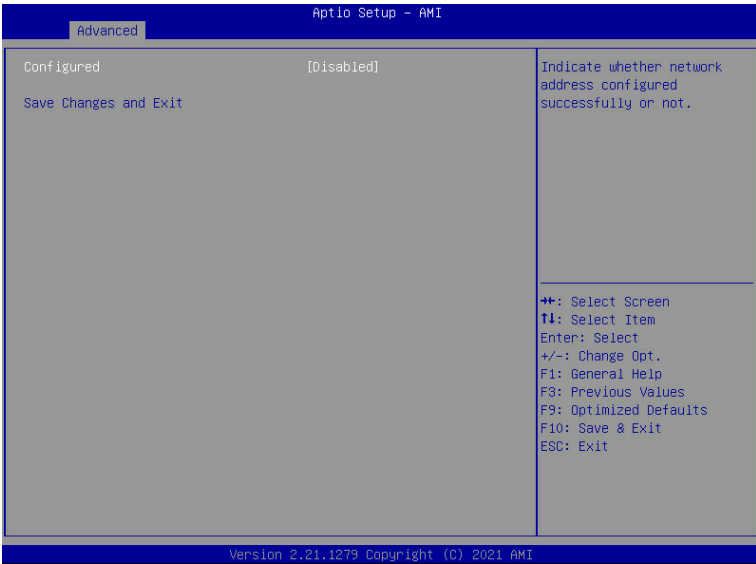 Aptio Setup – AMI
Advanced
Configured [Disabled]
Save Changes and Exit
Indicate whether network
address configured
successfully or not.
→←: Select Screen
↑↓: Select Item
Enter: Select
+/-: Change Opt.
F1: General Help
F3: Previous Values
F9: Optimized Defaults
F10: Save & Exit
ESC: Exit
Version 2.21.1279 Copyright (C) 2021 AMI